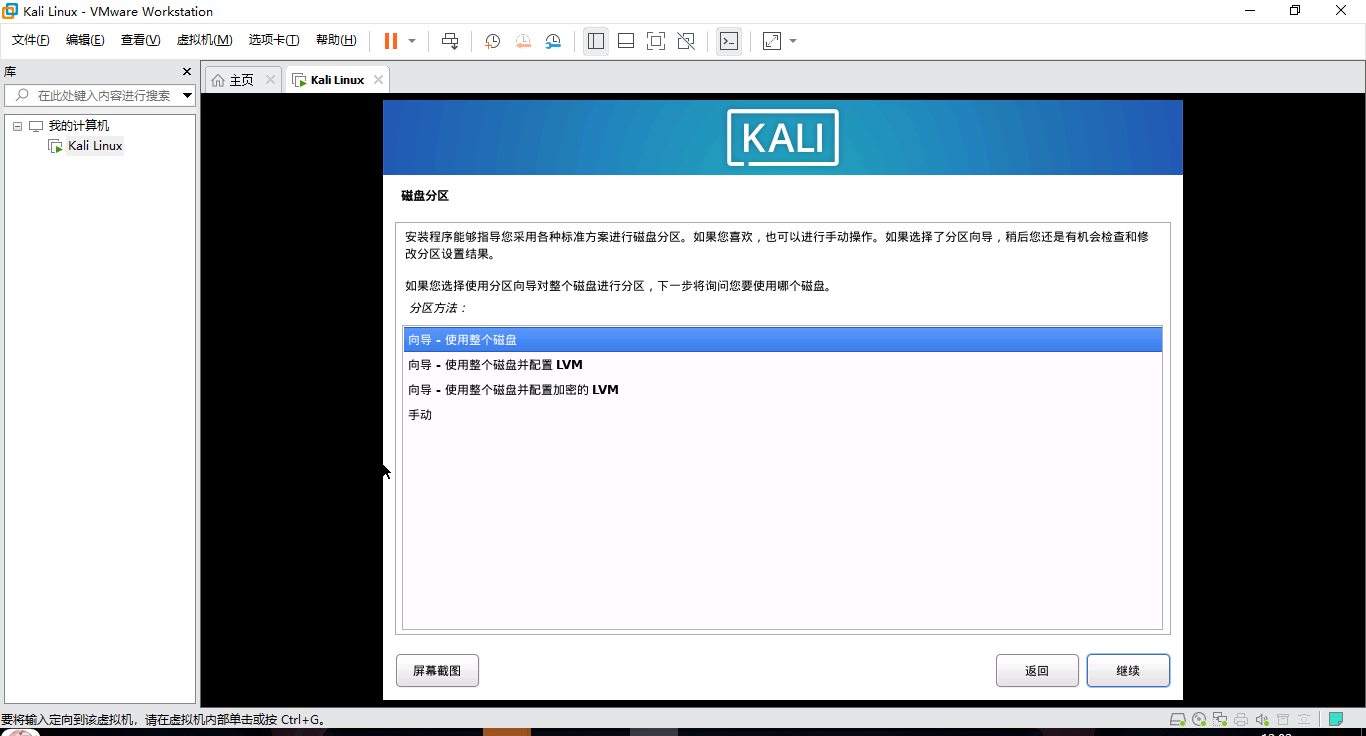 Kali Linux - VMware Workstation
文件(F) 编辑(E) 查看(V) 虚拟机(M) 选项卡(T) 帮助(H)
库
在此处键入内容进行搜索
我的计算机
Kali Linux
主页 Kali Linux
KALI
磁盘分区
安装程序能够指导您采用各种标准方案进行磁盘分区。如果您喜欢，也可以进行手动操作。如果选择了分区向导，稍后您还是有机会检查和修
改分区设置结果。
如果您选择使用分区向导对整个磁盘进行分区，下一步将询问您要使用哪个磁盘。
分区方法：
向导 - 使用整个磁盘
向导 - 使用整个磁盘并配置 LVM
向导 - 使用整个磁盘并配置加密的 LVM
手动
屏幕截图 返回 继续
要将输入定向到该虚拟机，请在虚拟机内部单击或按 Ctrl+G。